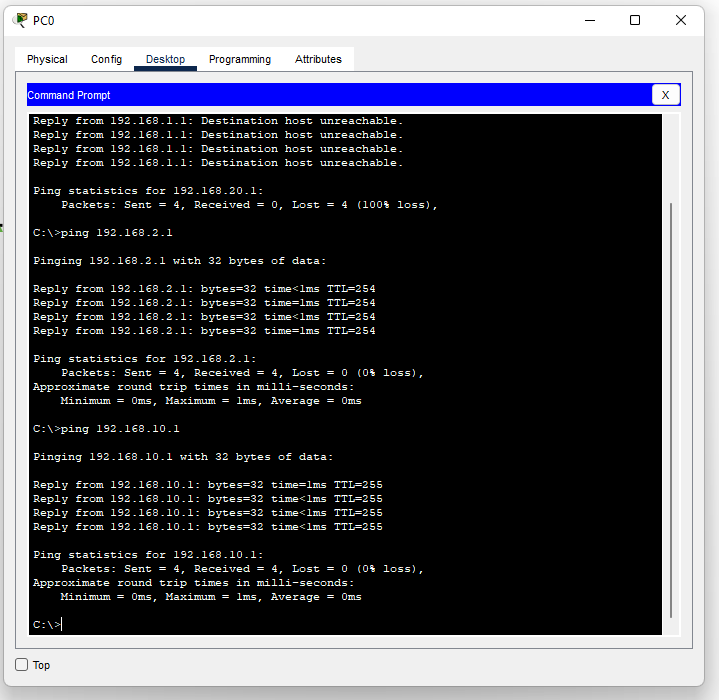 PC0
Physical Config Desktop Programming Attributes
Command Prompt X
Reply from 192.168.1.1: Destination host unreachable.
Reply from 192.168.1.1: Destination host unreachable.
Reply from 192.168.1.1: Destination host unreachable.
Reply from 192.168.1.1: Destination host unreachable.
Ping statistics for 192.168.20.1:
Packets: Sent = 4, Received = 0, Lost = 4 (100% loss),
C:\>ping 192.168.2.1
Pinging 192.168.2.1 with 32 bytes of data:
Reply from 192.168.2.1: bytes=32 time<1ms TTL=254
Reply from 192.168.2.1: bytes=32 time=1ms TTL=254
Reply from 192.168.2.1: bytes=32 time<1ms TTL=254
Reply from 192.168.2.1: bytes=32 time=1ms TTL=254
Ping statistics for 192.168.2.1:
Packets: Sent = 4, Received = 4, Lost = 0 (0% loss),
Approximate round trip times in milli-seconds:
Minimum = 0ms, Maximum = 1ms, Average = 0ms
C:\>ping 192.168.10.1
Pinging 192.168.10.1 with 32 bytes of data:
Reply from 192.168.10.1: bytes=32 time=1ms TTL=255
Reply from 192.168.10.1: bytes=32 time<1ms TTL=255
Reply from 192.168.10.1: bytes=32 time<1ms TTL=255
Reply from 192.168.10.1: bytes=32 time<1ms TTL=255
Ping statistics for 192.168.10.1:
Packets: Sent = 4, Received = 4, Lost = 0 (0% loss),
Approximate round trip times in milli-seconds:
Minimum = 0ms, Maximum = 1ms, Average = 0ms
C:\>
Top